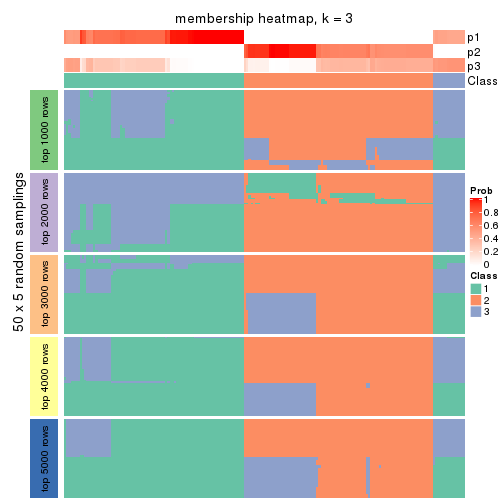 membership heatmap, k = 3
p1
p2
p3
Class
50 x 5 random samplings
top 1000 rows
top 2000 rows
top 3000 rows
top 4000 rows
top 5000 rows
Prob
1
0.8
0.6
0.4
0.2
0
Class
1
2
3